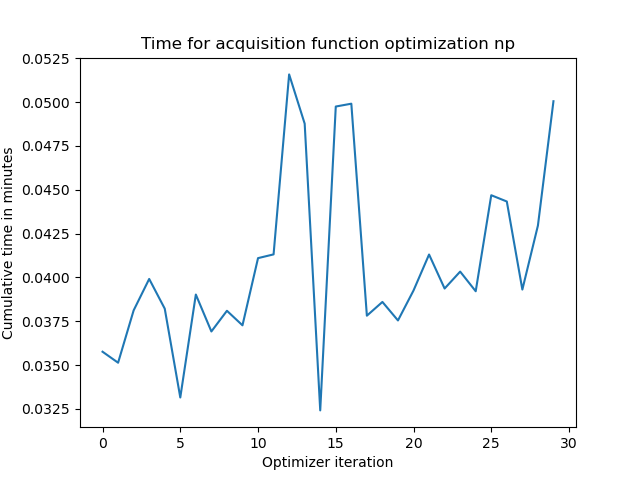 Time for acquisition function optimization np
Cumulative time in minutes
0.0525
0.0500
0.0475
0.0450
0.0425
0.0400
0.0375
0.0350
0.0325
0 5 10 15 20 25 30
Optimizer iteration